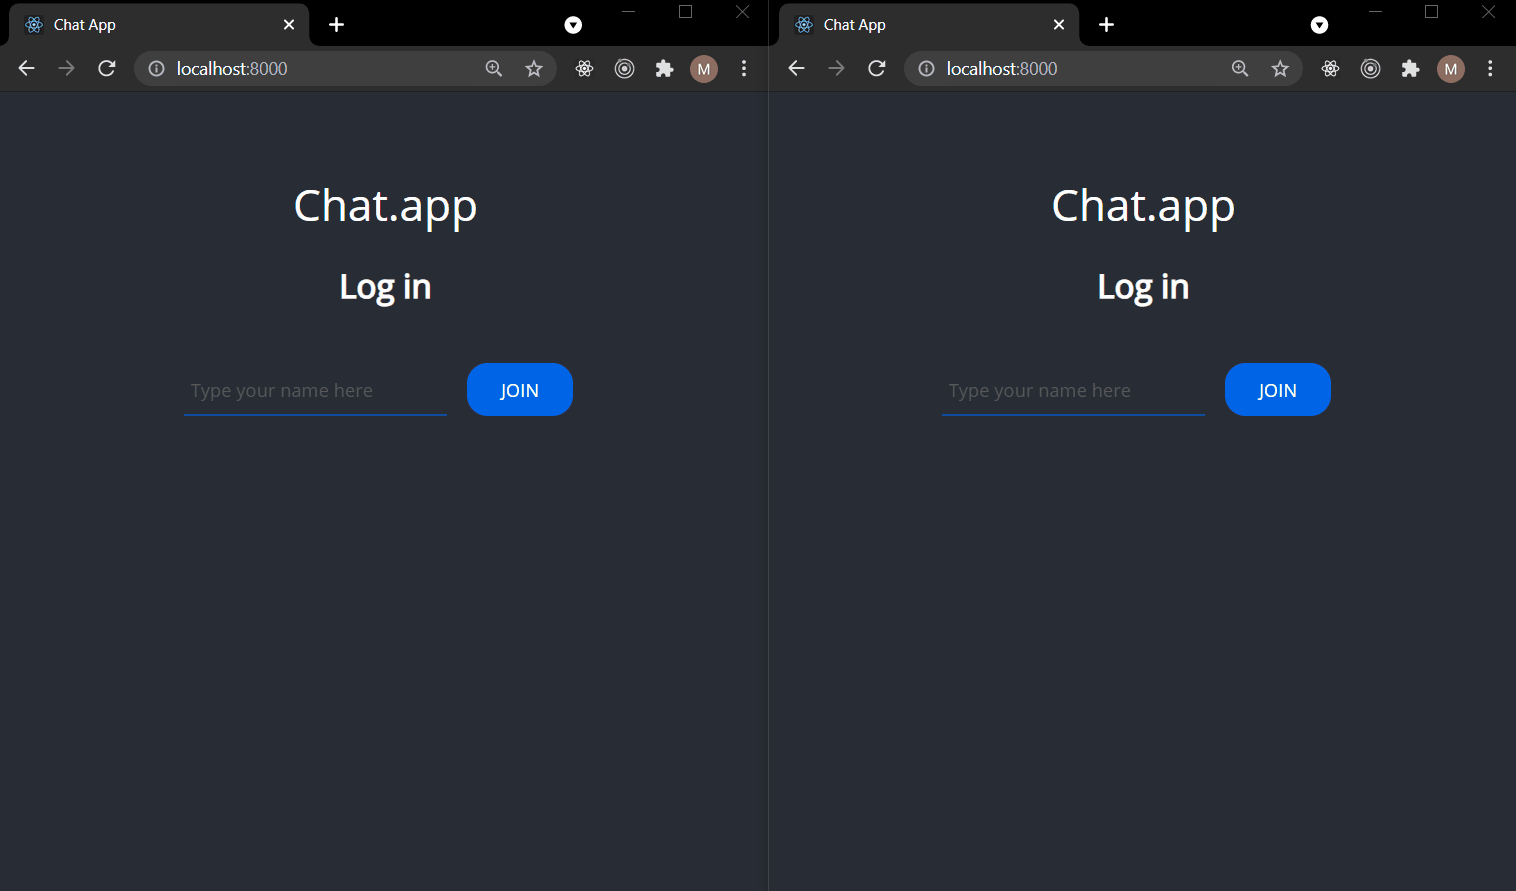 Chat App
localhost:8000
M
Chat.app
Log in
Type your name here
JOIN
Chat App
localhost:8000
M
Chat.app
Log in
Type your name here
JOIN